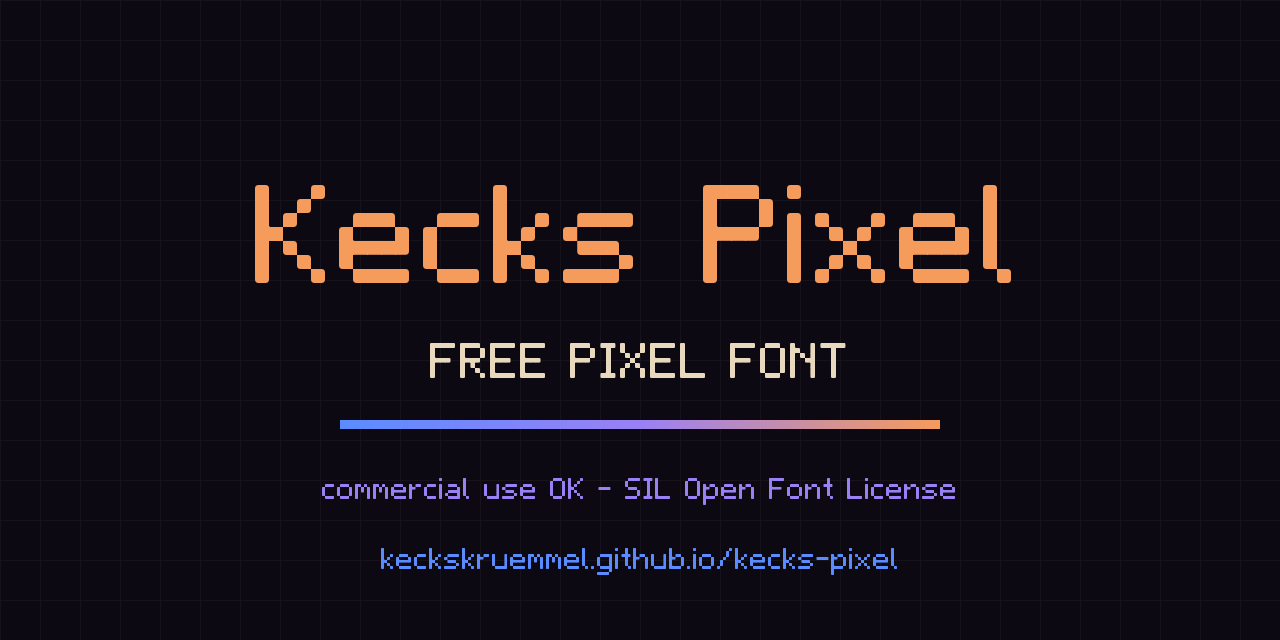 Kecks Pixel
FREE PIXEL FONT
commercial use OK - SIL Open Font License
keckskruemmel.github.io/kecks-pixel